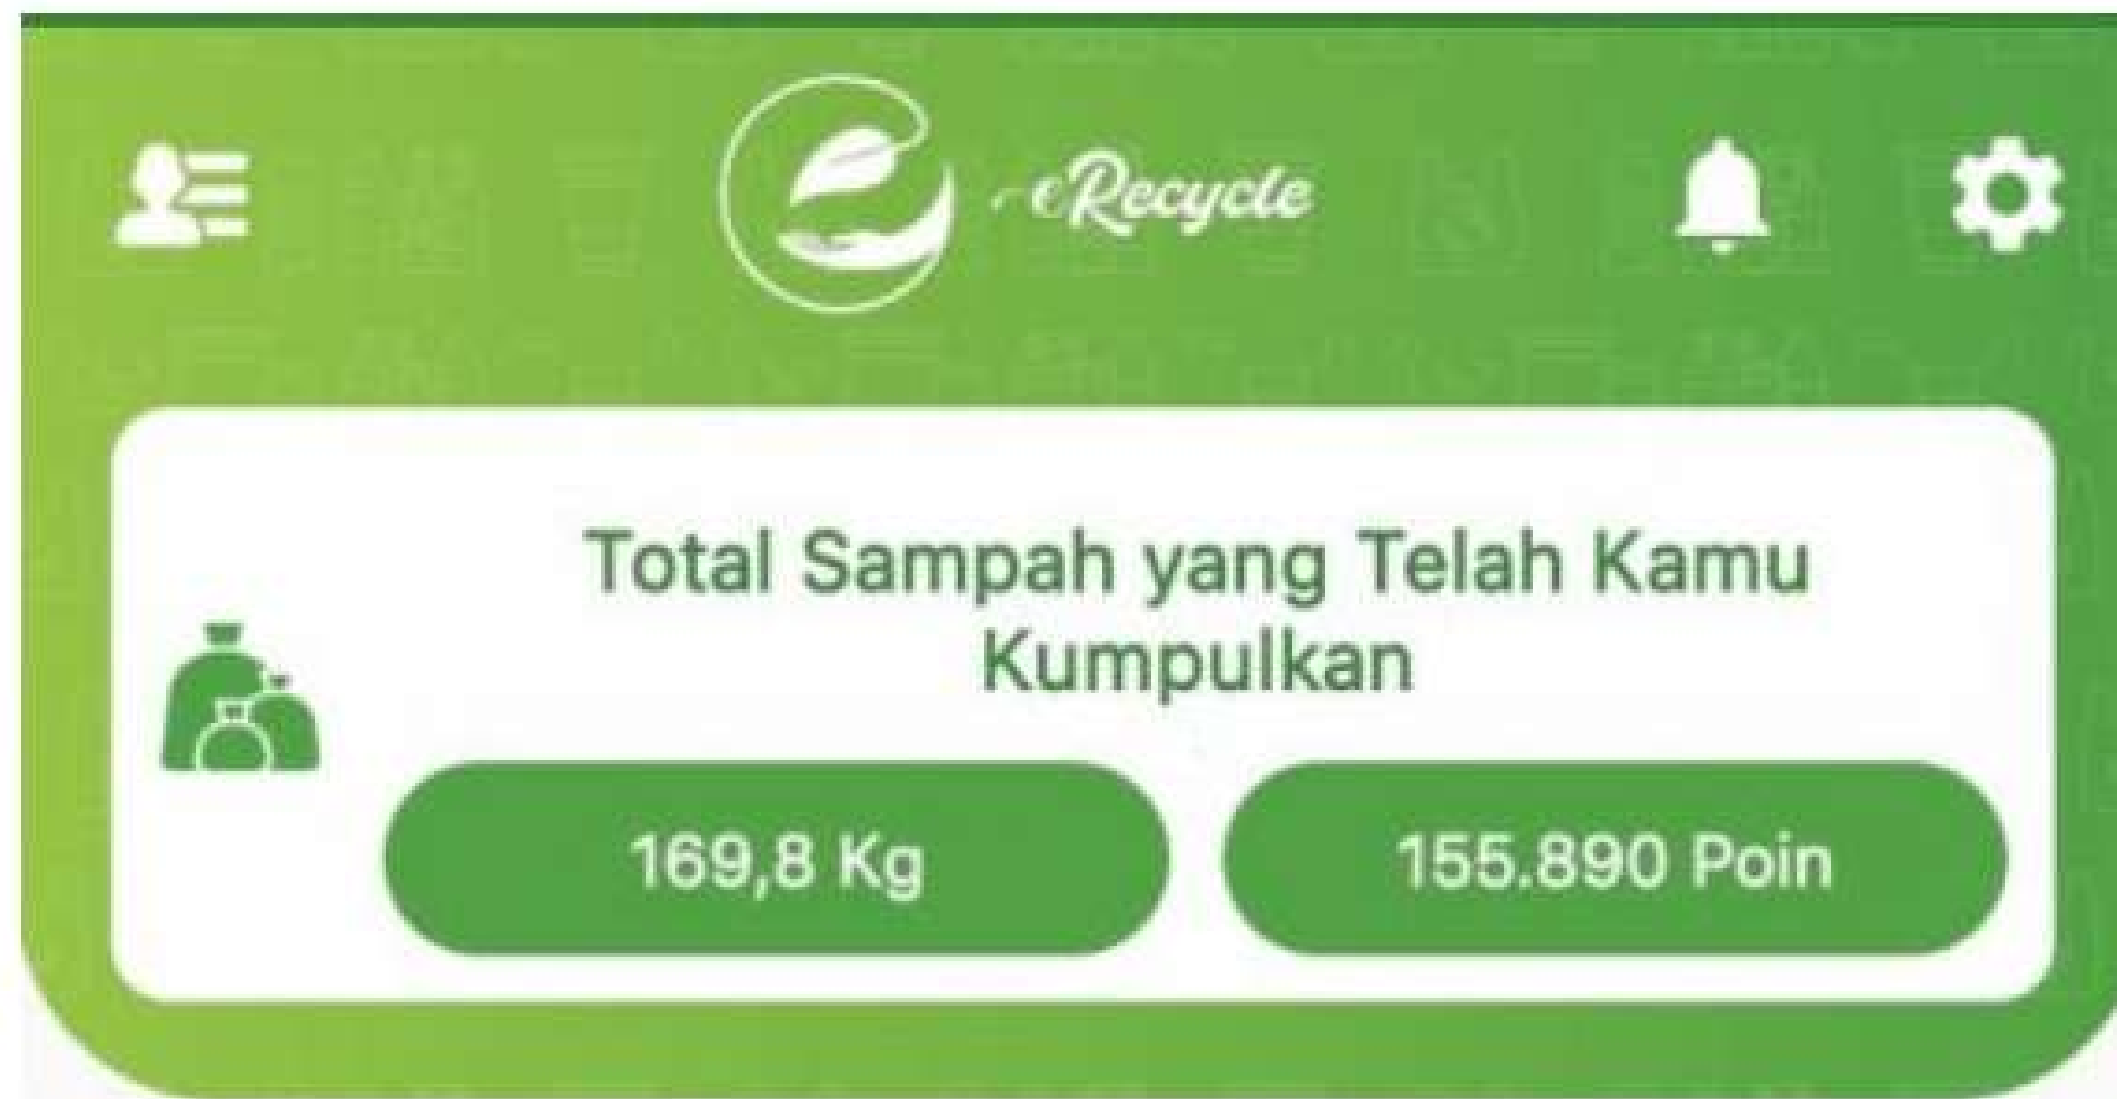 eRecycle
Total Sampah yang Telah Kamu
Kumpulkan
169,8 Kg
155.890 Poin